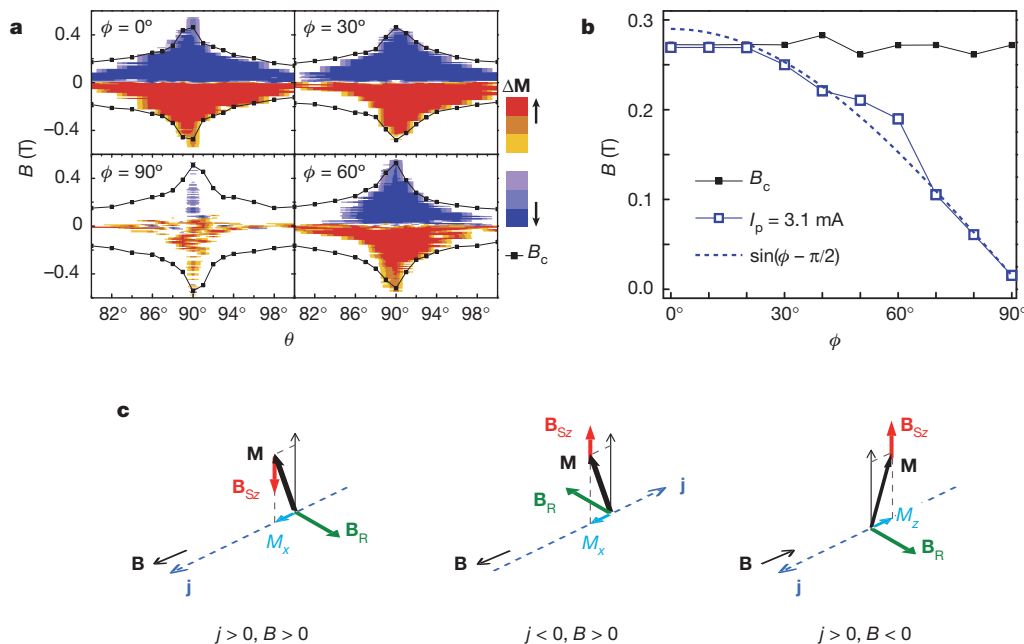 a
ϕ = 0°
ϕ = 30°
ϕ = 90°
ϕ = 60°
0.4
0
−0.4
0.4
0
−0.4
B (T)
82° 86° 90° 94° 98° 82° 86° 90° 94° 98°
θ
ΔM
B_c
b
0.3
0.2
0.1
0.0
B (T)
B_c
I_p = 3.1 mA
sin(ϕ − π/2)
0° 30° 60° 90°
ϕ
c
M
B_Sz
B_R
M_x
B
j
j > 0, B > 0
B_Sz
M
j
B_R
M_x
B
j < 0, B > 0
B_Sz
M
M_z
B_R
B
j
j > 0, B < 0